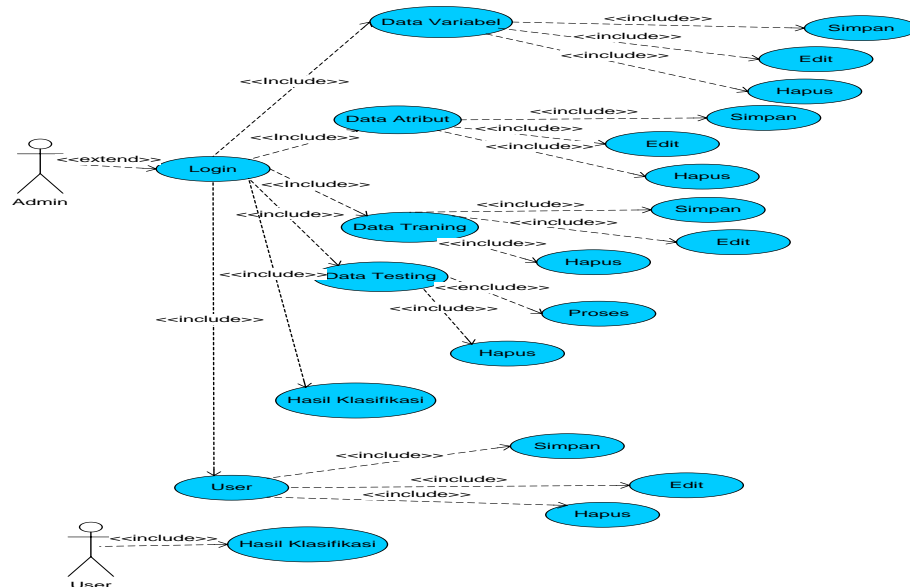 Data Variabel
<<include>>
Simpan
<<include>>
Edit
<<include>>
Hapus
<<Include>>
Data Atribut
<<include>>
Simpan
<<include>>
Edit
<<include>>
Hapus
<<Include>>
Admin
<<extend>>
Login
<<Include>>
Data Traning
<<include>>
Simpan
<<include>>
Edit
<<include>>
Hapus
<<include>>
Data Testing
<<enclude>>
Proses
<<include>>
Hapus
<<include>>
Hasil Klasifikasi
<<include>>
User
<<include>>
Simpan
<<include>
Edit
<<include>>
Hapus
User
<<include>>
Hasil Klasifikasi